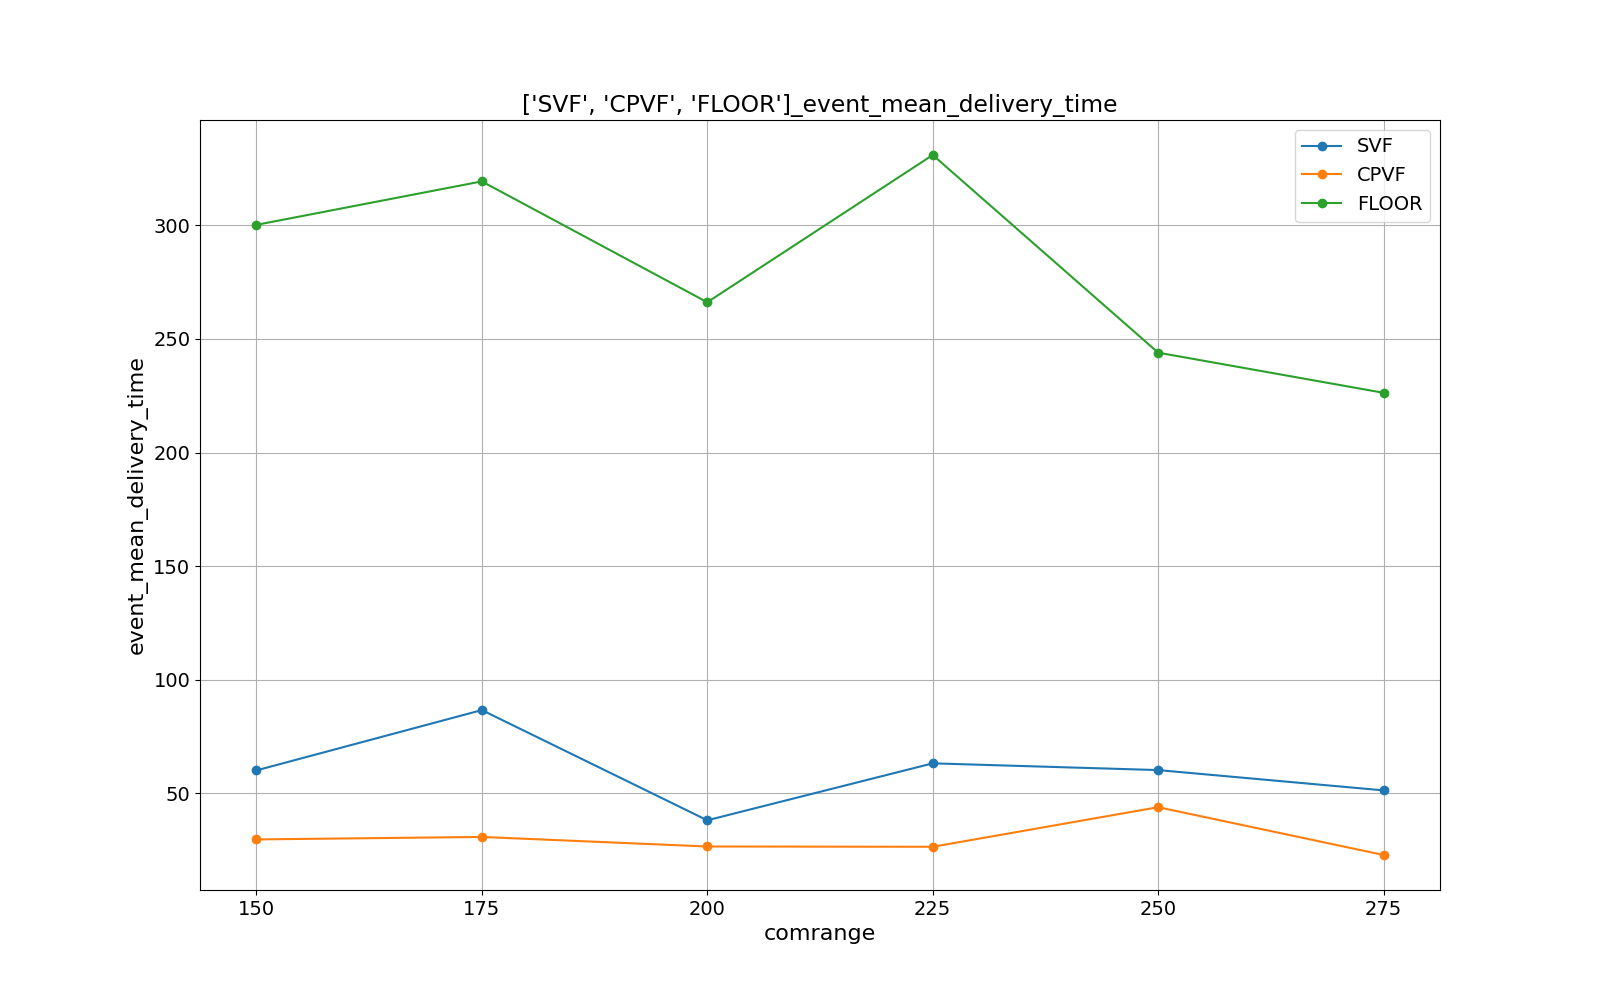 ['SVF', 'CPVF', 'FLOOR']_event_mean_delivery_time
SVF
CPVF
FLOOR
event_mean_delivery_time
300
250
200
150
100
50
150
175
200
225
250
275
comrange